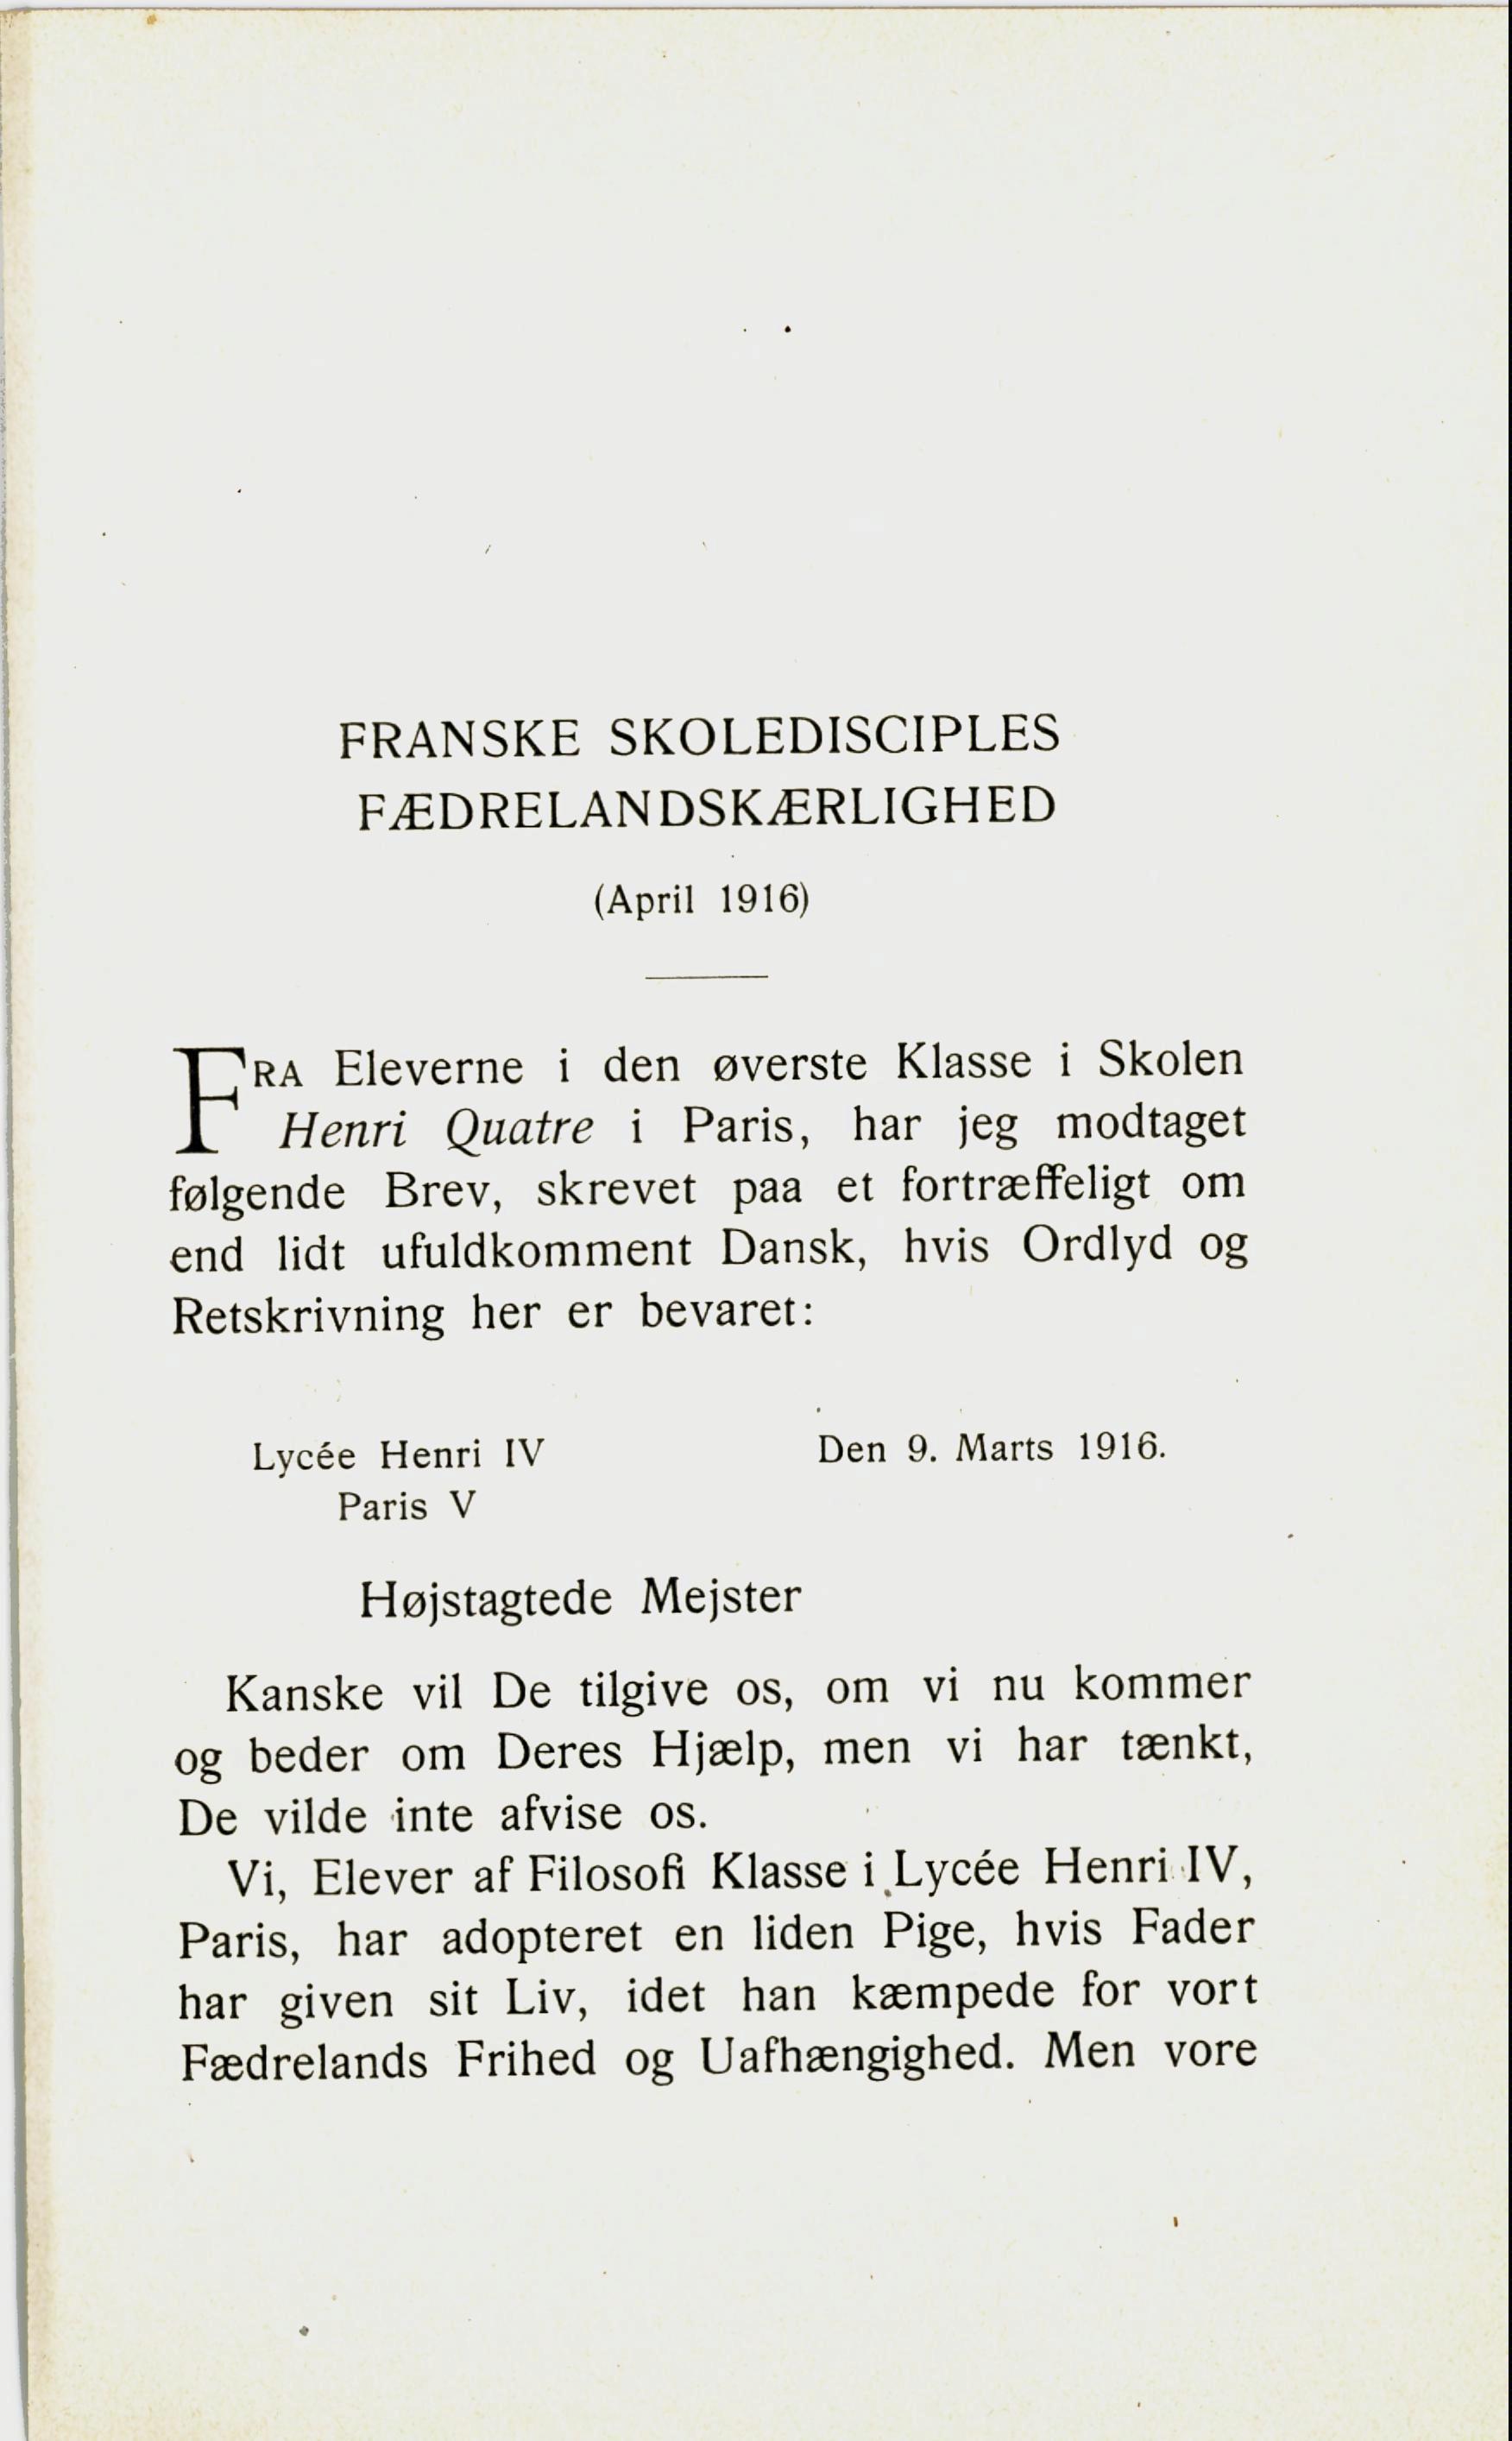 FRANSKE SKOLEDISCIPLES
FÆDRELANDSKÆRLIGHED
(April 1916)
FRA Eleverne i den øverste Klasse i Skolen
Henri Quatre i Paris, har jeg modtaget
følgende Brev, skrevet paa et fortræffeligt om
end lidt ufuldkomment Dansk, hvis Ordlyd og
Retskrivning her er bevaret:
Lycée Henri IV Den 9. Marts 1916.
Paris V
Højstagtede Mejster
Kanske vil De tilgive os, om vi nu kommer
og beder om Deres Hjælp, men vi har tænkt,
De vilde inte afvise os.
Vi, Elever af Filosofi Klasse i Lycée Henri IV,
Paris, har adopteret en liden Pige, hvis Fader
har given sit Liv, idet han kæmpede for vort
Fædrelands Frihed og Uafhængighed. Men vore